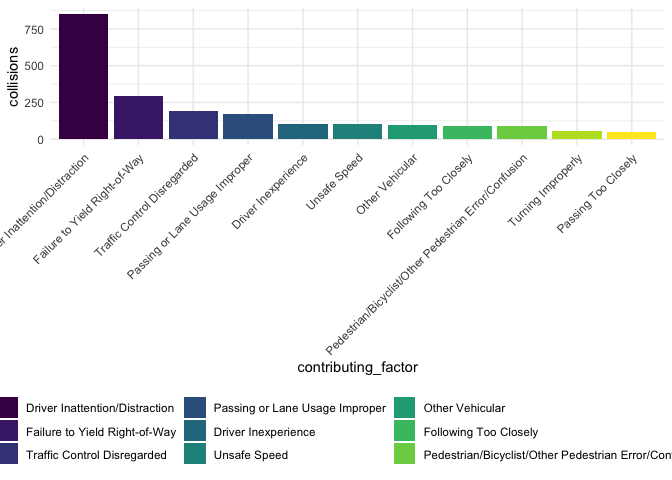 collisions
750
500
250
0
er Inattention/Distraction
Failure to Yield Right-of-Way
Traffic Control Disregarded
Passing or Lane Usage Improper
Driver Inexperience
Unsafe Speed
Other Vehicular
Following Too Closely
Pedestrian/Bicyclist/Other Pedestrian Error/Confusion
Turning Improperly
Passing Too Closely
contributing_factor
Driver Inattention/Distraction
Failure to Yield Right-of-Way
Traffic Control Disregarded
Passing or Lane Usage Improper
Driver Inexperience
Unsafe Speed
Other Vehicular
Following Too Closely
Pedestrian/Bicyclist/Other Pedestrian Error/Con